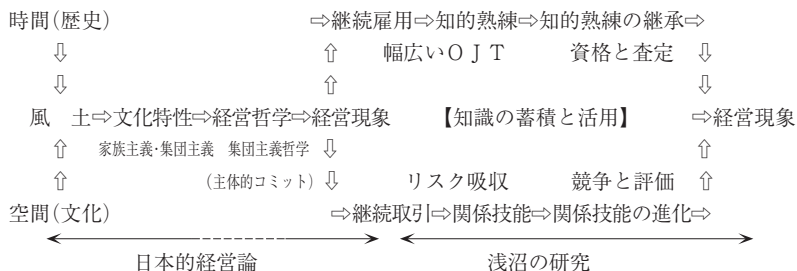 時間(歴史) ⇨継続雇用⇨知的熟練⇨知的熟練の継承⇨
⇩ ⇧ 幅広いＯＪＴ 資格と査定 ⇩
⇩ ⇧ ⇩
風 土⇨文化特性⇨経営哲学⇨経営現象 【知識の蓄積と活用】 ⇨経営現象
⇧ 家族主義・集団主義 集団主義哲学 ⇩ ⇧
⇧ (主体的コミット) ⇩ リスク吸収 競争と評価 ⇧
空間(文化) ⇨継続取引⇨関係技能⇨関係技能の進化⇨
日本的経営論 浅沼の研究